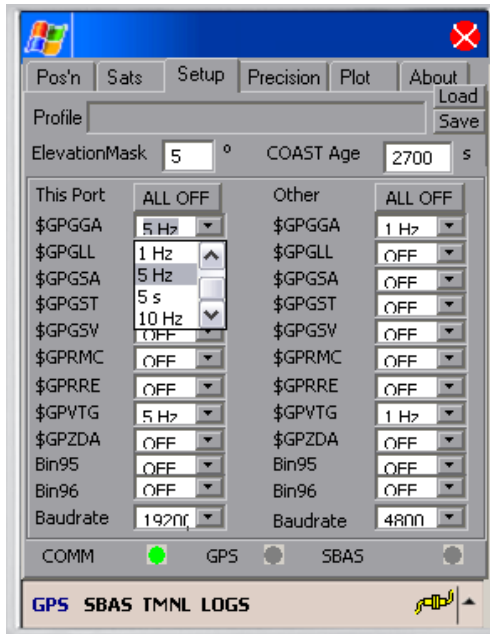 Pos'n Sats Setup Precision Plot About
Load
Profile Save
ElevationMask 5 º COAST Age 2700 s
This Port ALL OFF Other ALL OFF
$GPGGA 5 Hz $GPGGA 1 Hz
$GPGLL 1 Hz $GPGLL OFF
$GPGSA 5 Hz $GPGSA OFF
$GPGST 5 s $GPGST OFF
10 Hz
$GPGSV OFF $GPGSV OFF
$GPRMC OFF $GPRMC OFF
$GPRRE OFF $GPRRE OFF
$GPVTG 5 Hz $GPVTG 1 Hz
$GPZDA OFF $GPZDA OFF
Bin95 OFF Bin95 OFF
Bin96 OFF Bin96 OFF
Baudrate 19200 Baudrate 4800
COMM GPS SBAS
GPS SBAS TMNL LOGS